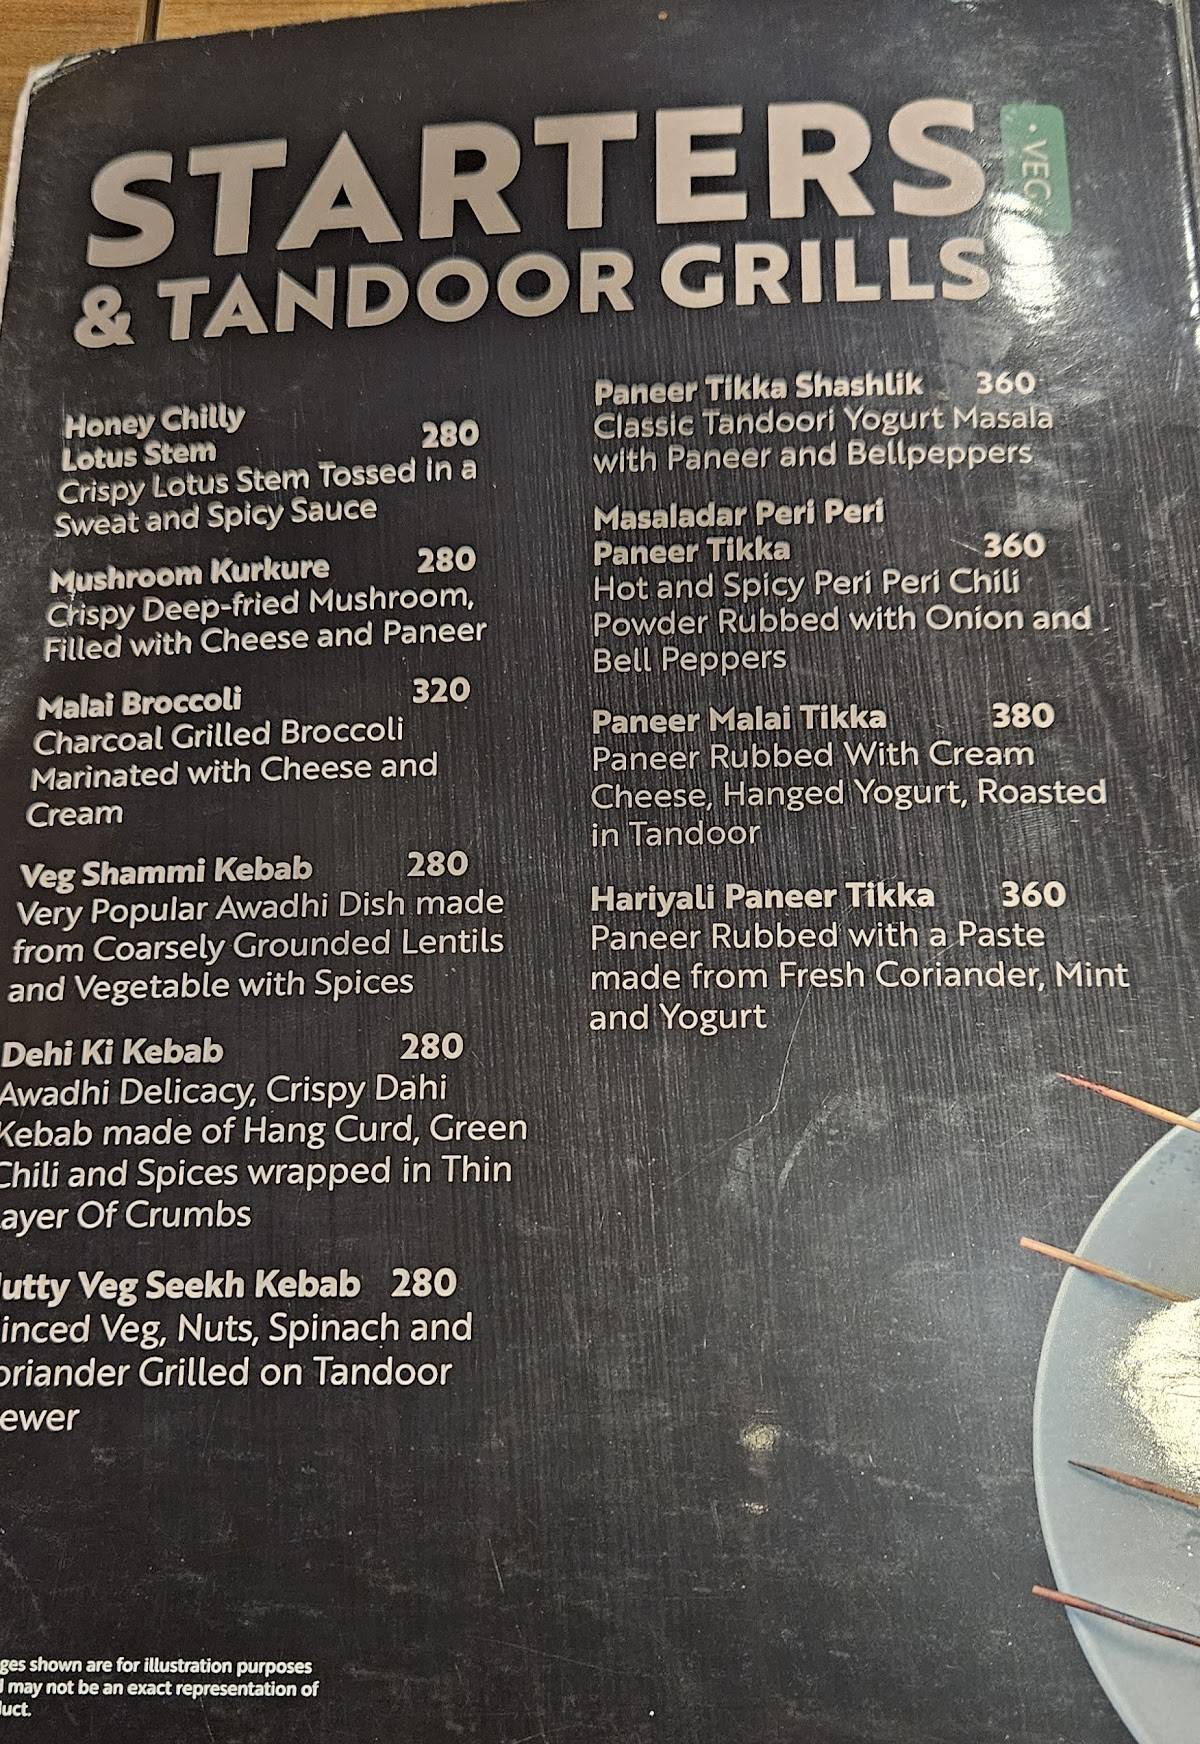 STARTERS
• VEG
& TANDOOR GRILLS
Honey Chilly
Lotus Stem 280
Crispy Lotus Stem Tossed in a
Sweat and Spicy Sauce
Mushroom Kurkure 280
Crispy Deep-fried Mushroom,
Filled with Cheese and Paneer
Malai Broccoli 320
Charcoal Grilled Broccoli
Marinated with Cheese and
Cream
Veg Shammi Kebab 280
Very Popular Awadhi Dish made
from Coarsely Grounded Lentils
and Vegetable with Spices
Dehi Ki Kebab 280
Awadhi Delicacy, Crispy Dahi
Kebab made of Hang Curd, Green
Chili and Spices wrapped in Thin
ayer Of Crumbs
utty Veg Seekh Kebab 280
inced Veg, Nuts, Spinach and
oriander Grilled on Tandoor
ewer
Paneer Tikka Shashlik 360
Classic Tandoori Yogurt Masala
with Paneer and Bellpeppers
Masaladar Peri Peri
Paneer Tikka 360
Hot and Spicy Peri Peri Chili
Powder Rubbed with Onion and
Bell Peppers
Paneer Malai Tikka 380
Paneer Rubbed With Cream
Cheese, Hanged Yogurt, Roasted
in Tandoor
Hariyali Paneer Tikka 360
Paneer Rubbed with a Paste
made from Fresh Coriander, Mint
and Yogurt
ges shown are for illustration purposes
may not be an exact representation of
uct.